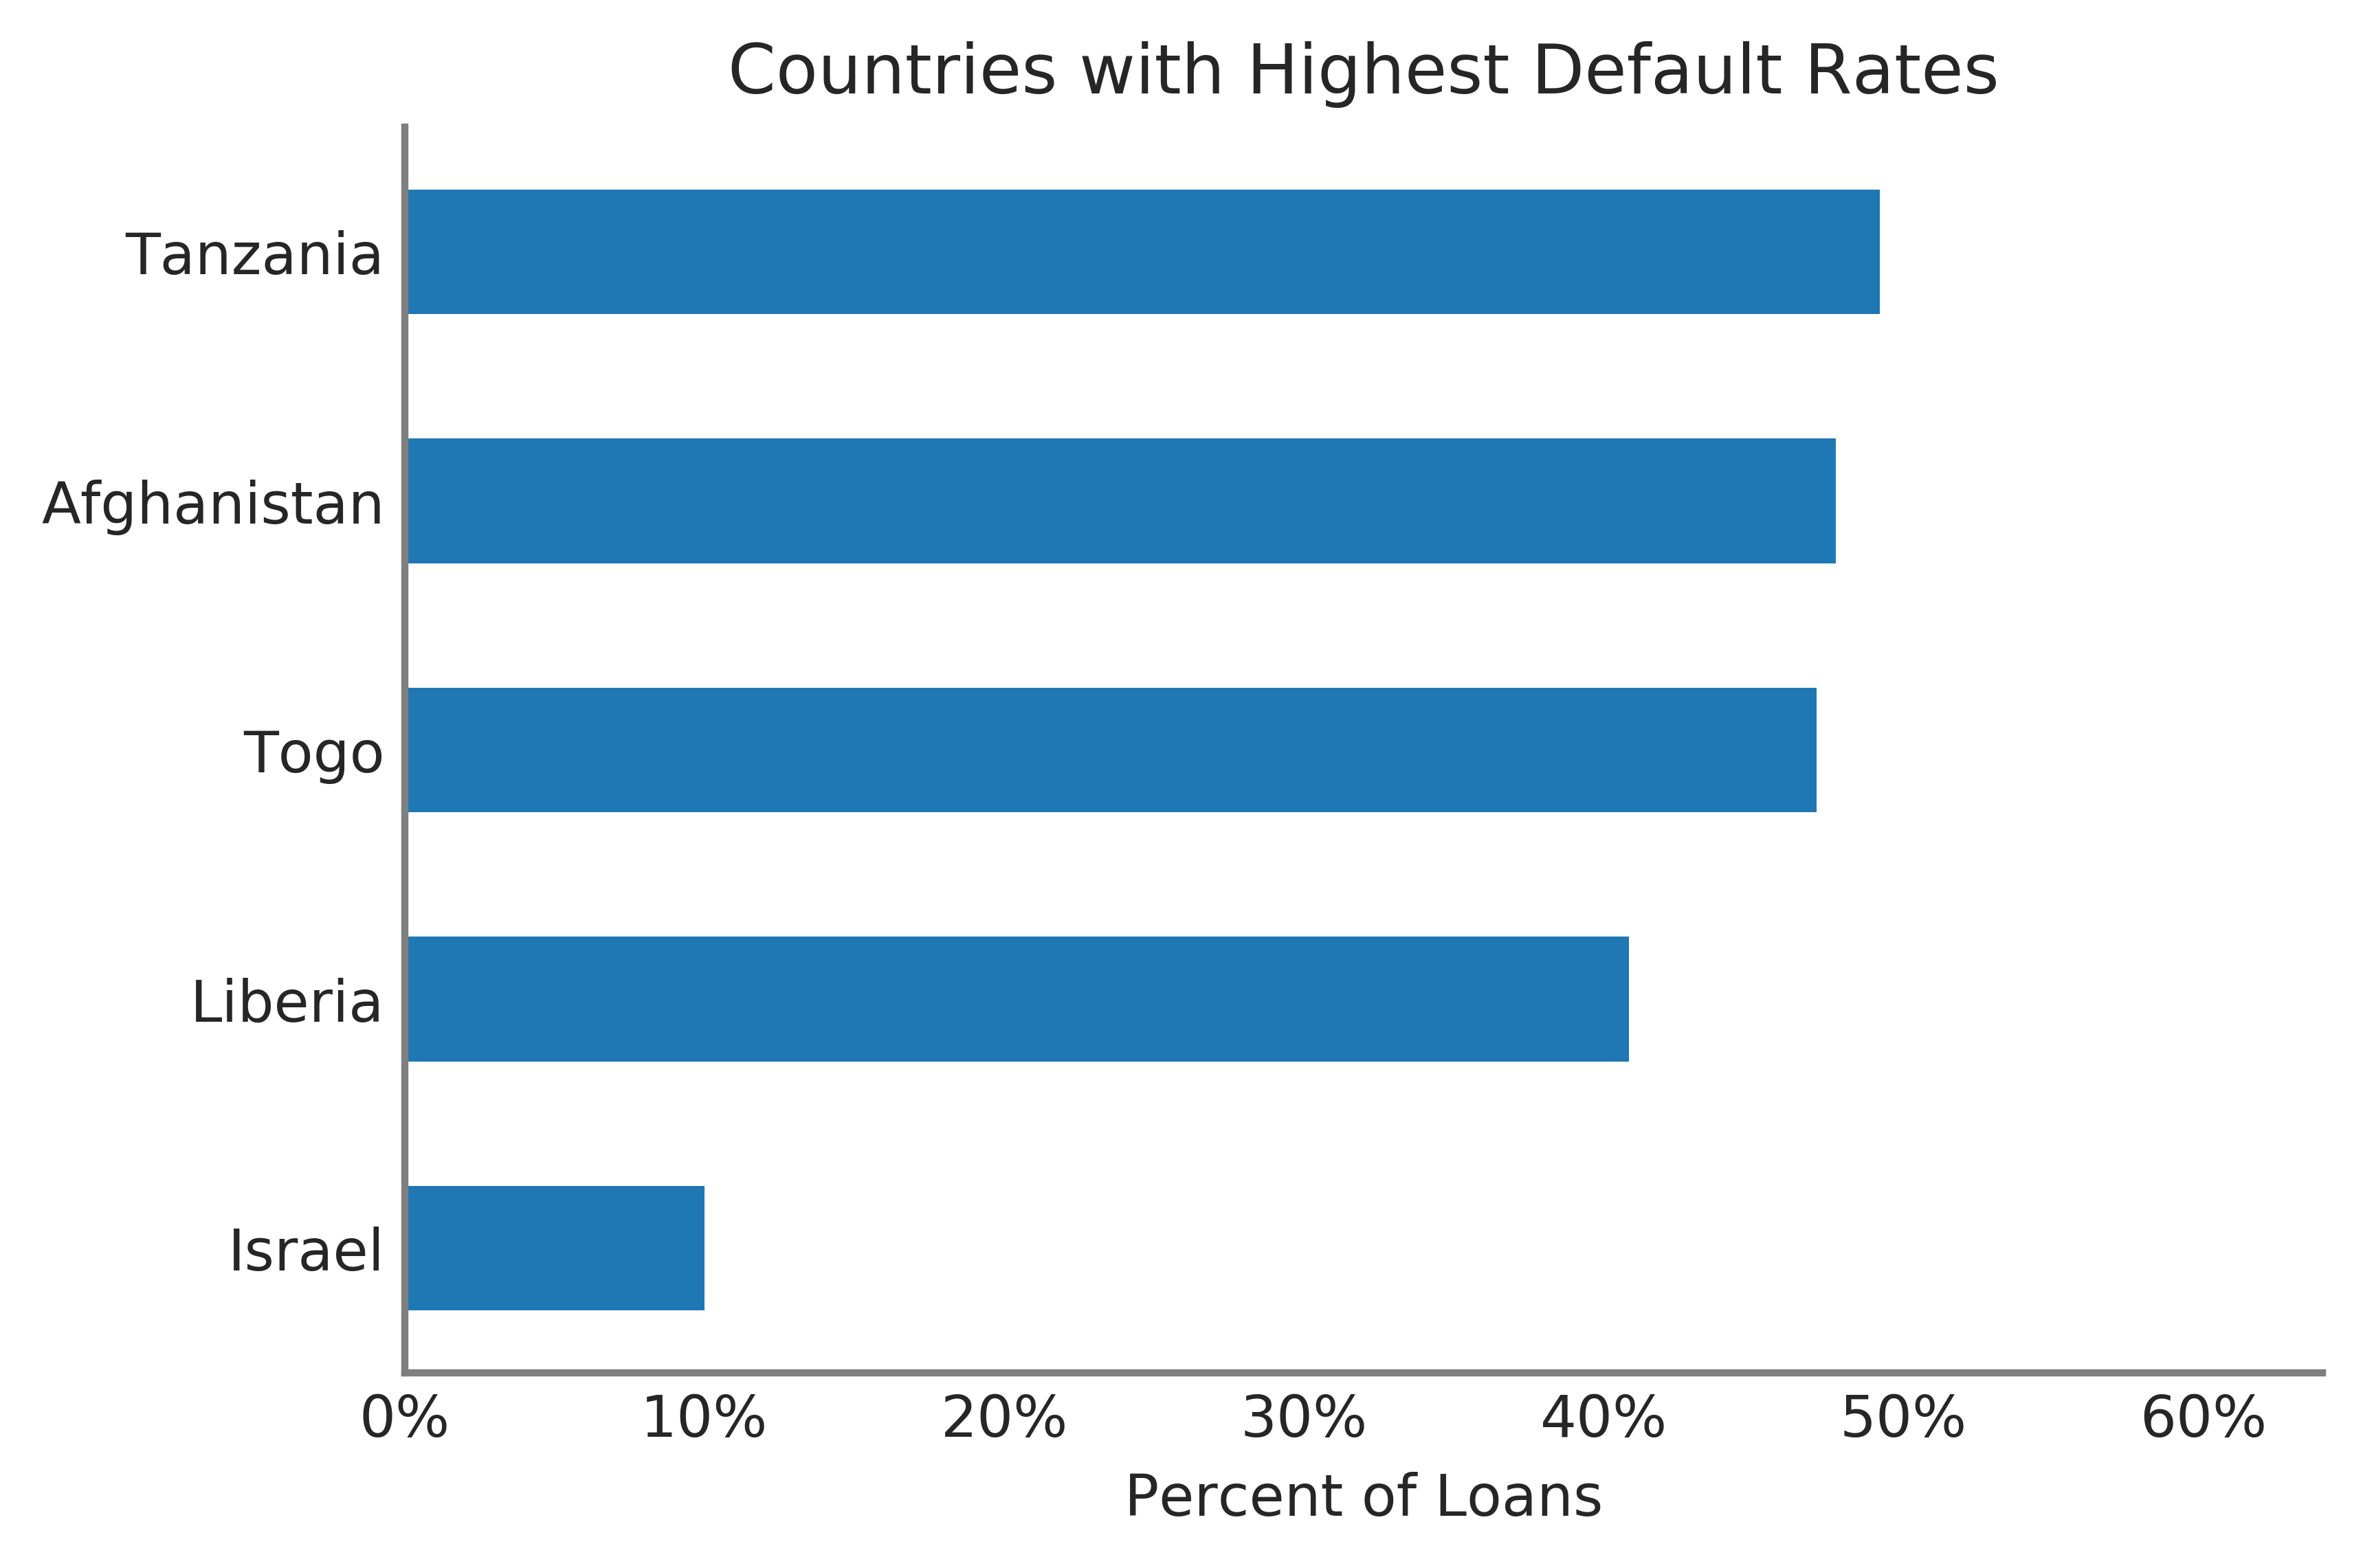 Countries with Highest Default Rates
Tanzania
Afghanistan
Togo
Liberia
Israel
0% 10% 20% 30% 40% 50% 60%
Percent of Loans